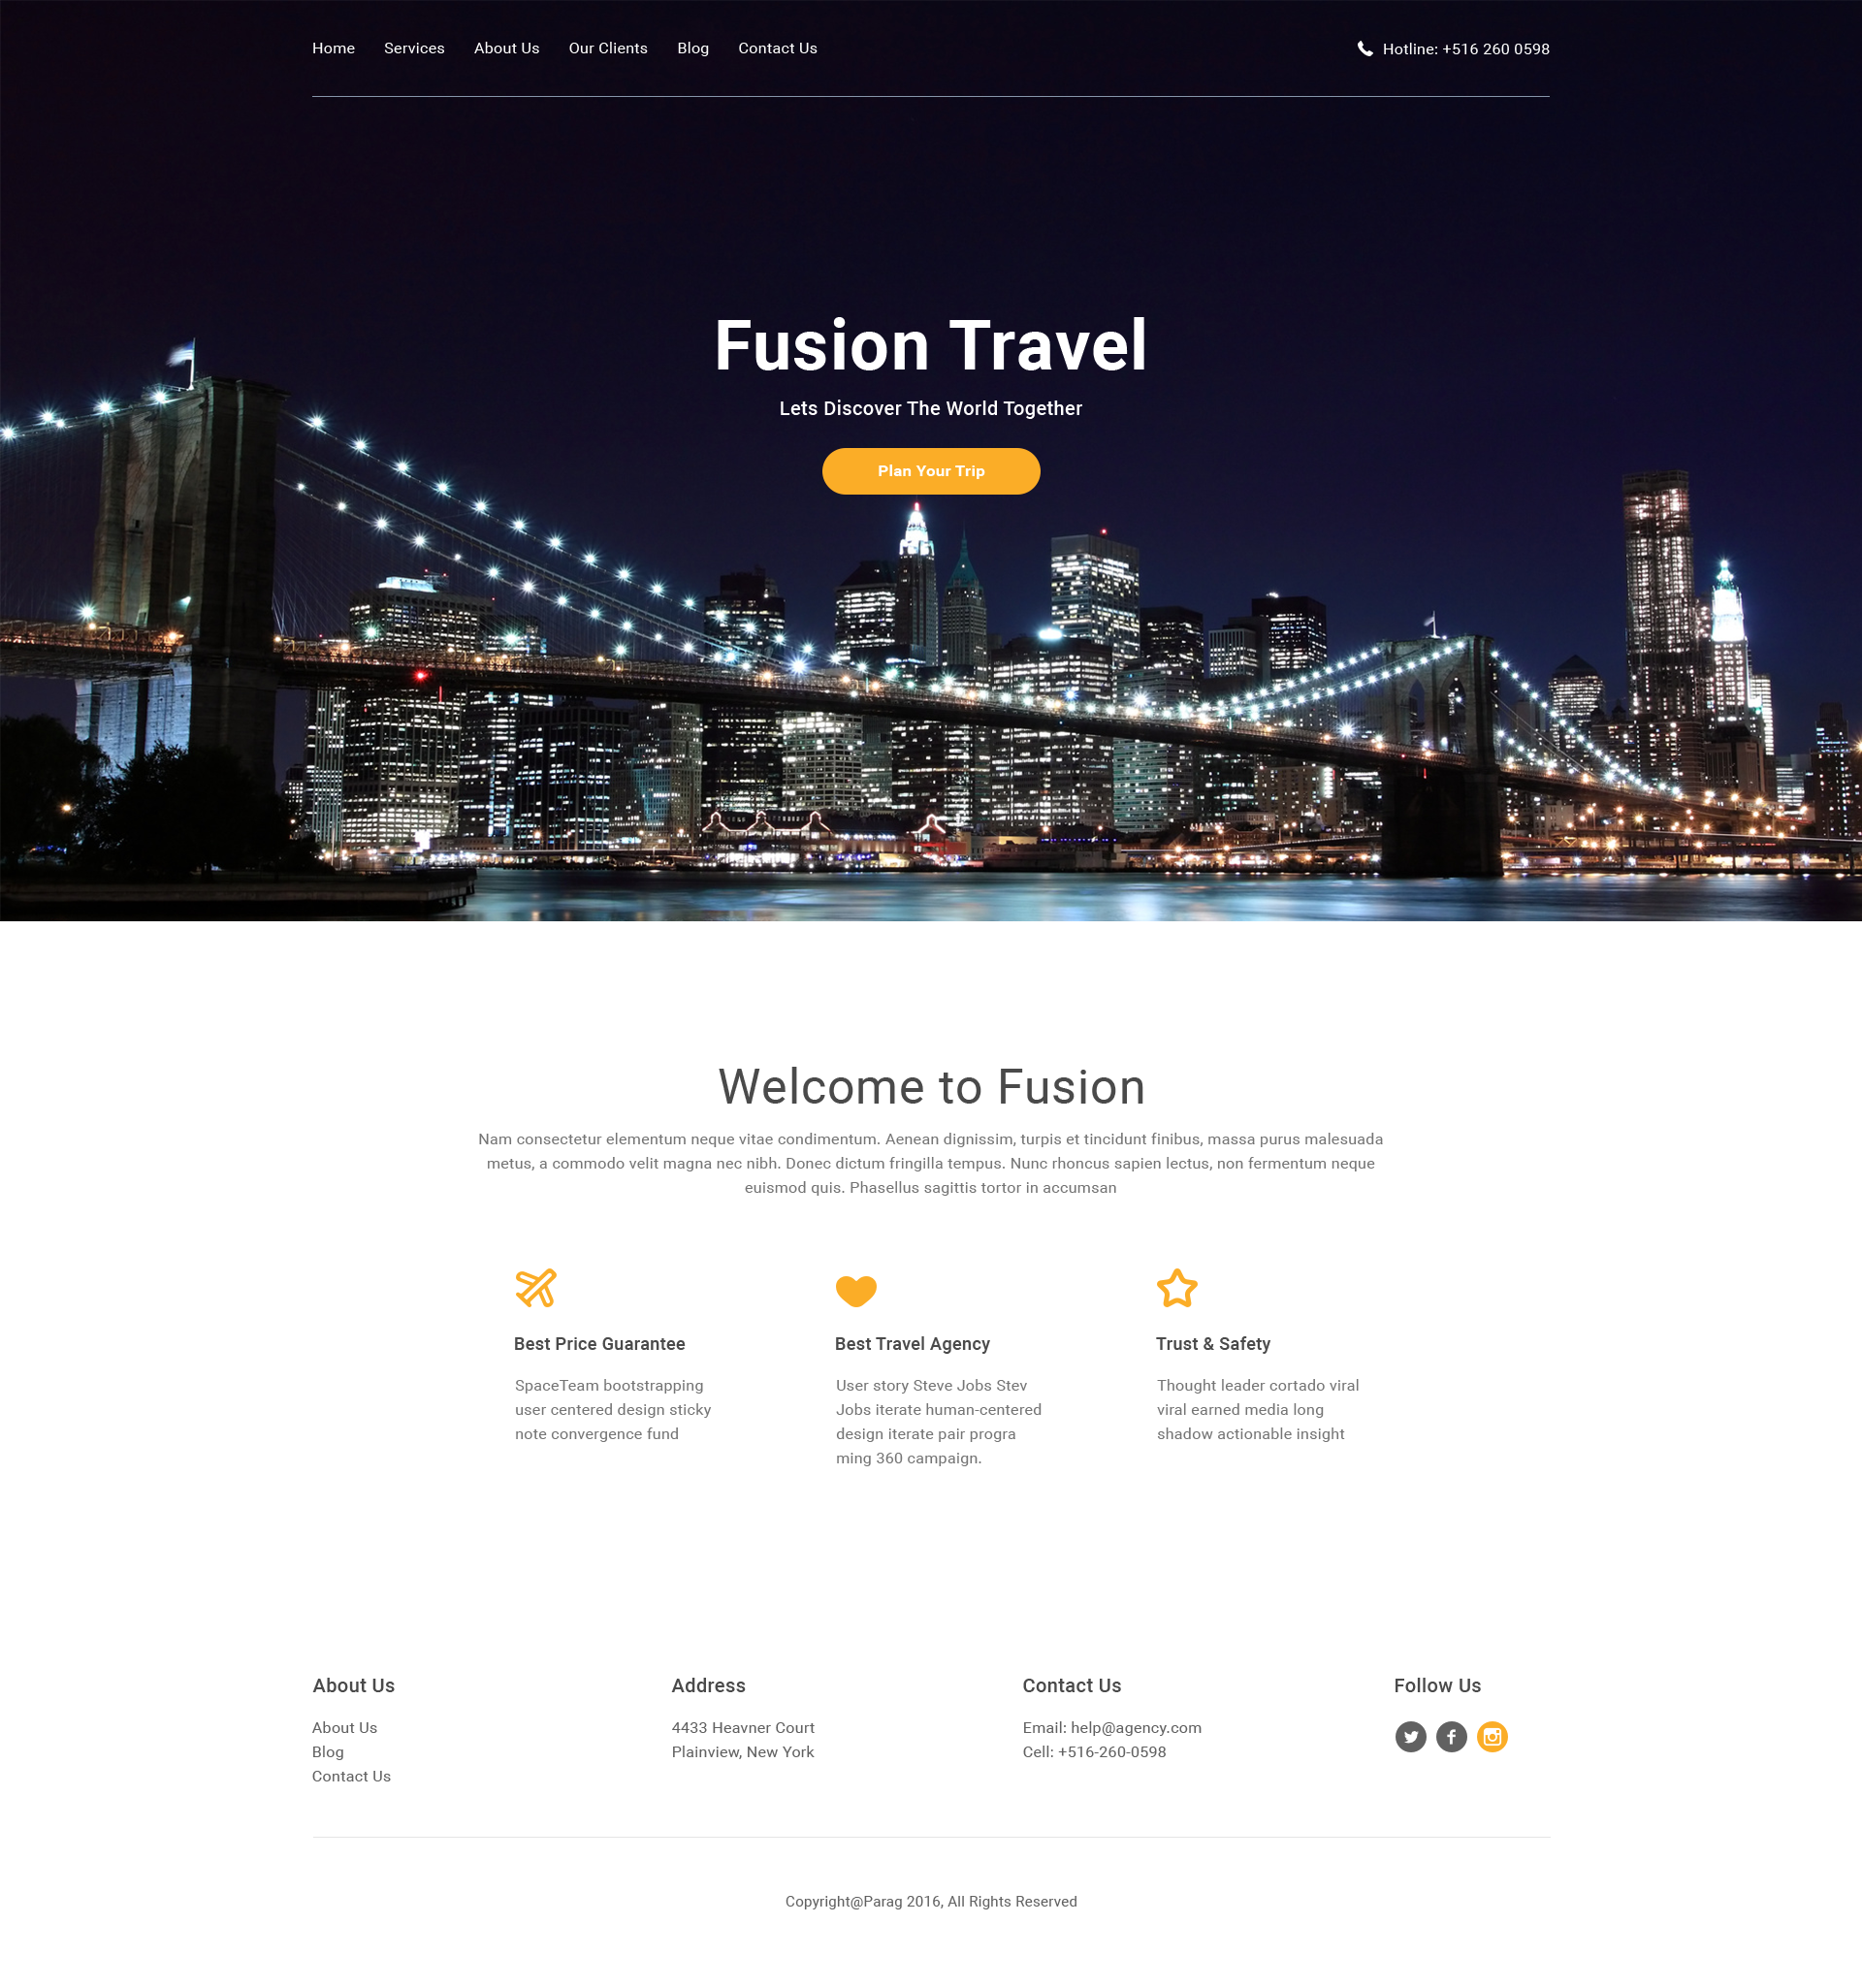 Home Services About Us Our Clients Blog Contact Us Hotline: +516 260 0598
Fusion Travel
Lets Discover The World Together
Plan Your Trip
Welcome to Fusion
Nam consectetur elementum neque vitae condimentum. Aenean dignissim, turpis et tincidunt finibus, massa purus malesuada
metus, a commodo velit magna nec nibh. Donec dictum fringilla tempus. Nunc rhoncus sapien lectus, non fermentum neque
euismod quis. Phasellus sagittis tortor in accumsan
Best Price Guarantee
SpaceTeam bootstrapping
user centered design sticky
note convergence fund
Best Travel Agency
User story Steve Jobs Stev
Jobs iterate human-centered
design iterate pair progra
ming 360 campaign.
Trust & Safety
Thought leader cortado viral
viral earned media long
shadow actionable insight
About Us
About Us
Blog
Contact Us
Address
4433 Heavner Court
Plainview, New York
Contact Us
Email: help@agency.com
Cell: +516-260-0598
Follow Us
Copyright@Parag 2016, All Rights Reserved